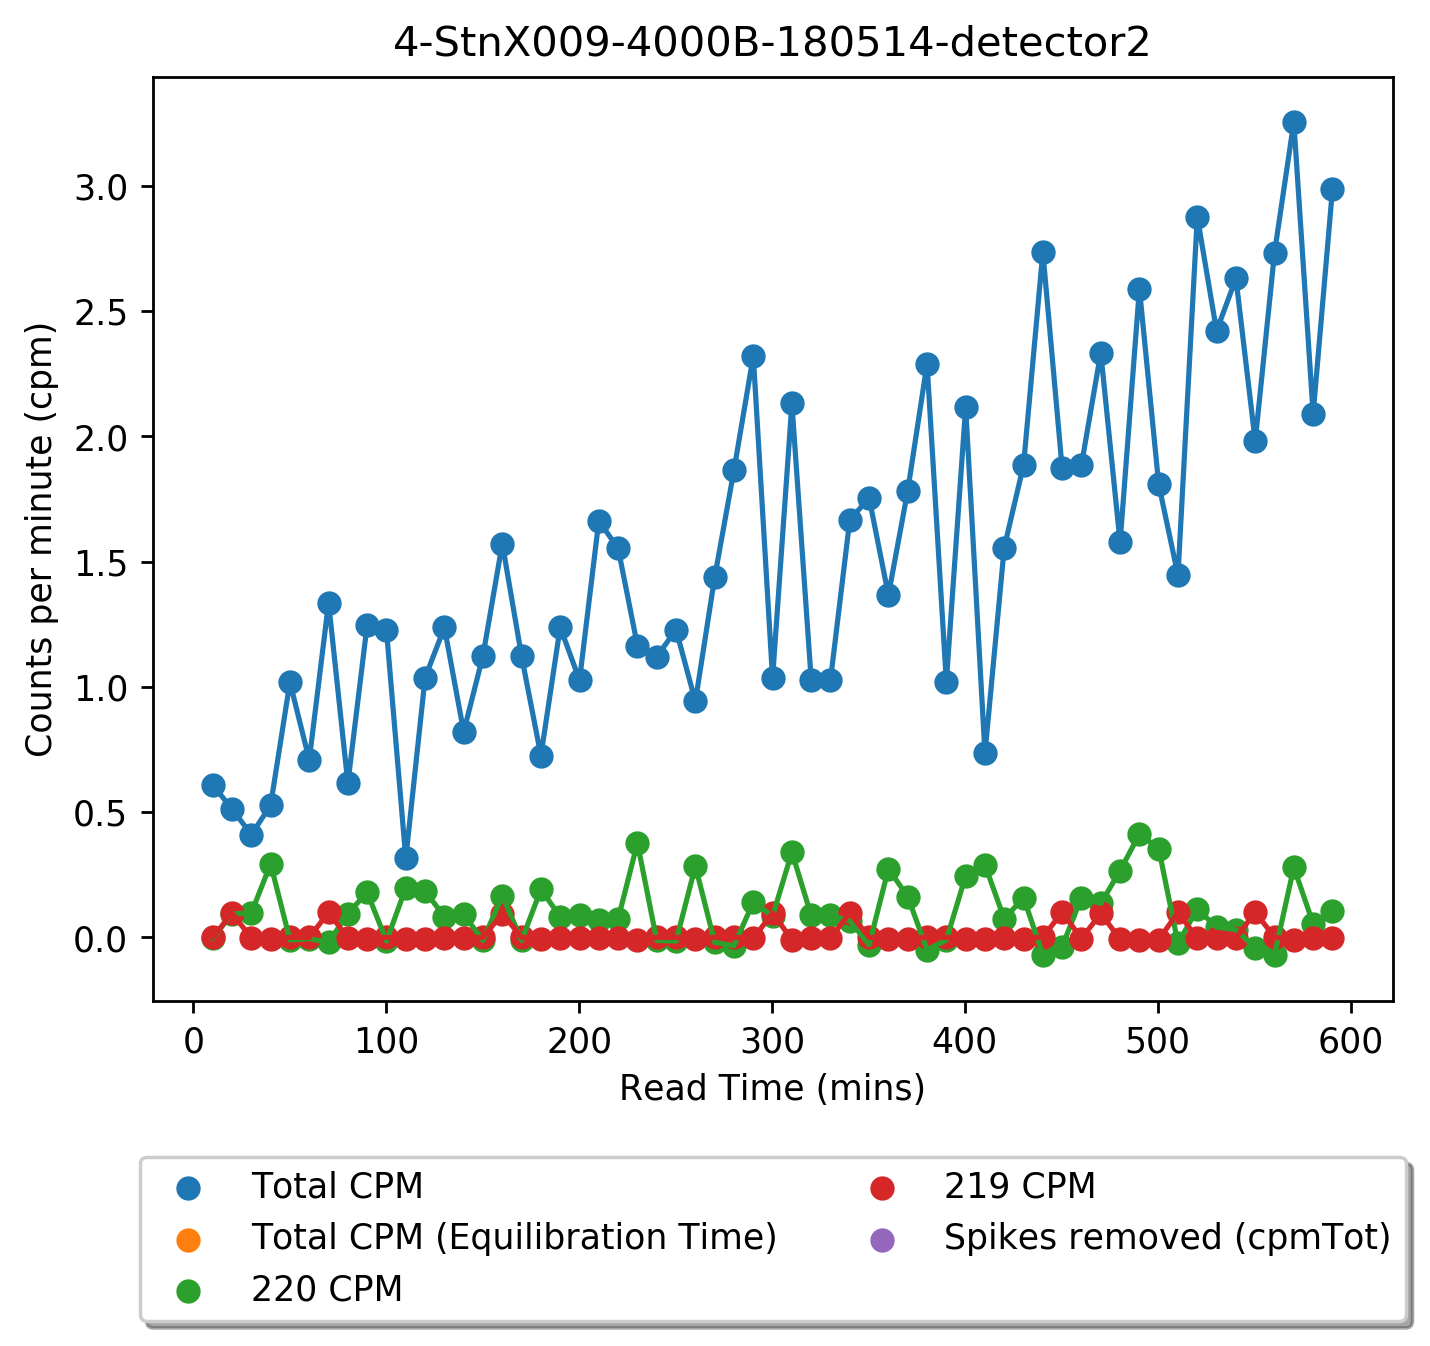 4-StnX009-4000B-180514-detector2
Counts per minute (cpm)
3.0
2.5
2.0
1.5
1.0
0.5
0.0
0 100 200 300 400 500 600
Read Time (mins)
Total CPM
Total CPM (Equilibration Time)
220 CPM
219 CPM
Spikes removed (cpmTot)